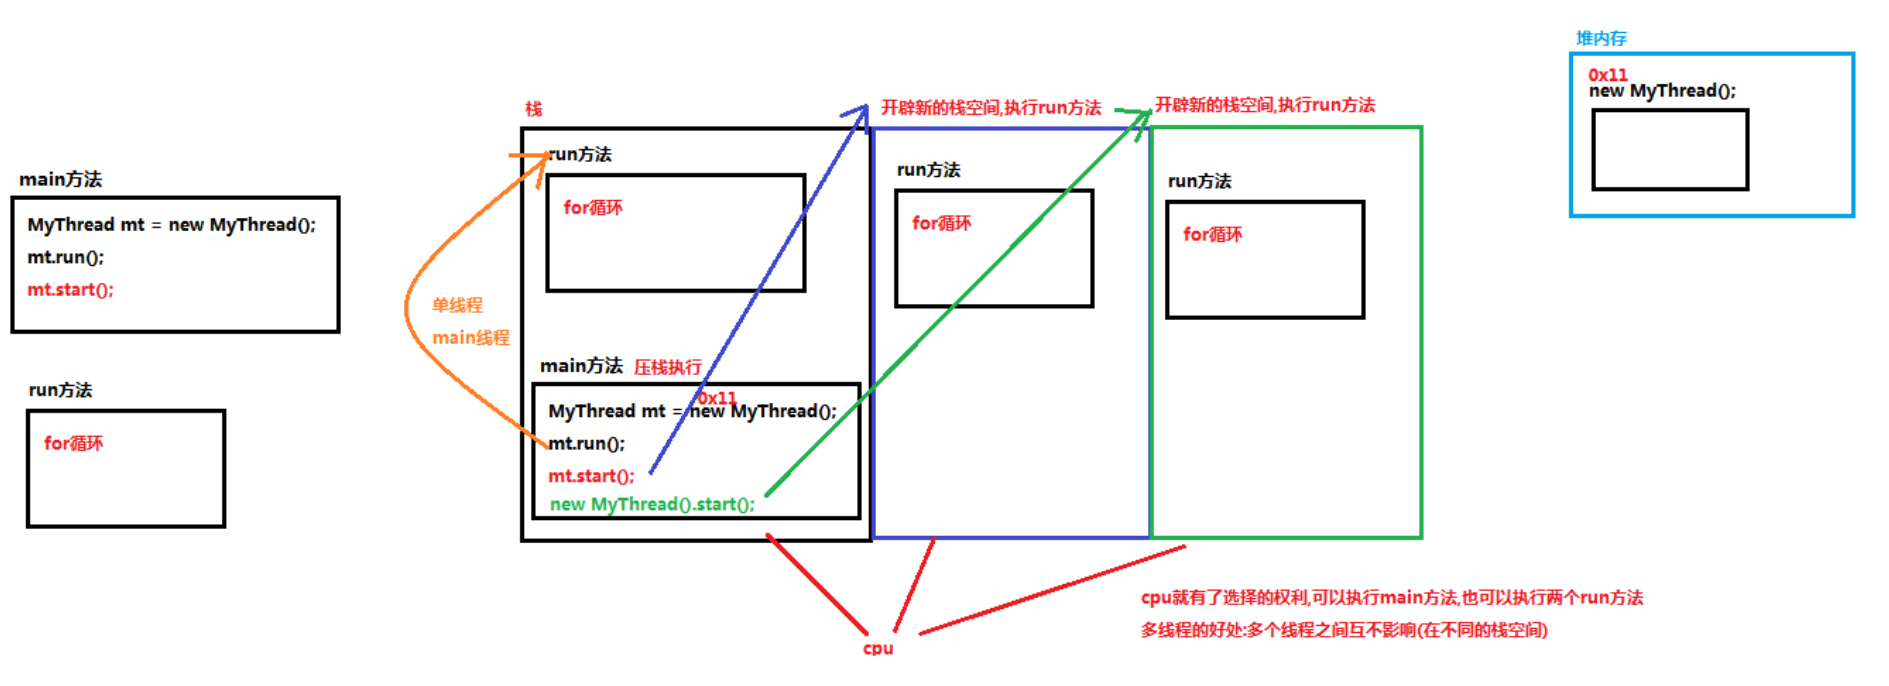 main方法
MyThread mt = new MyThread();
mt.run();
mt.start();
run方法
for循环
单线程
main线程
栈
run方法
for循环
main方法 压栈执行
0x11
MyThread mt = new MyThread();
mt.run();
mt.start();
new MyThread().start();
开辟新的栈空间,执行run方法
run方法
for循环
开辟新的栈空间,执行run方法
run方法
for循环
堆内存
0x11
new MyThread();
cpu
cpu就有了选择的权利,可以执行main方法,也可以执行两个run方法
多线程的好处:多个线程之间互不影响(在不同的栈空间)